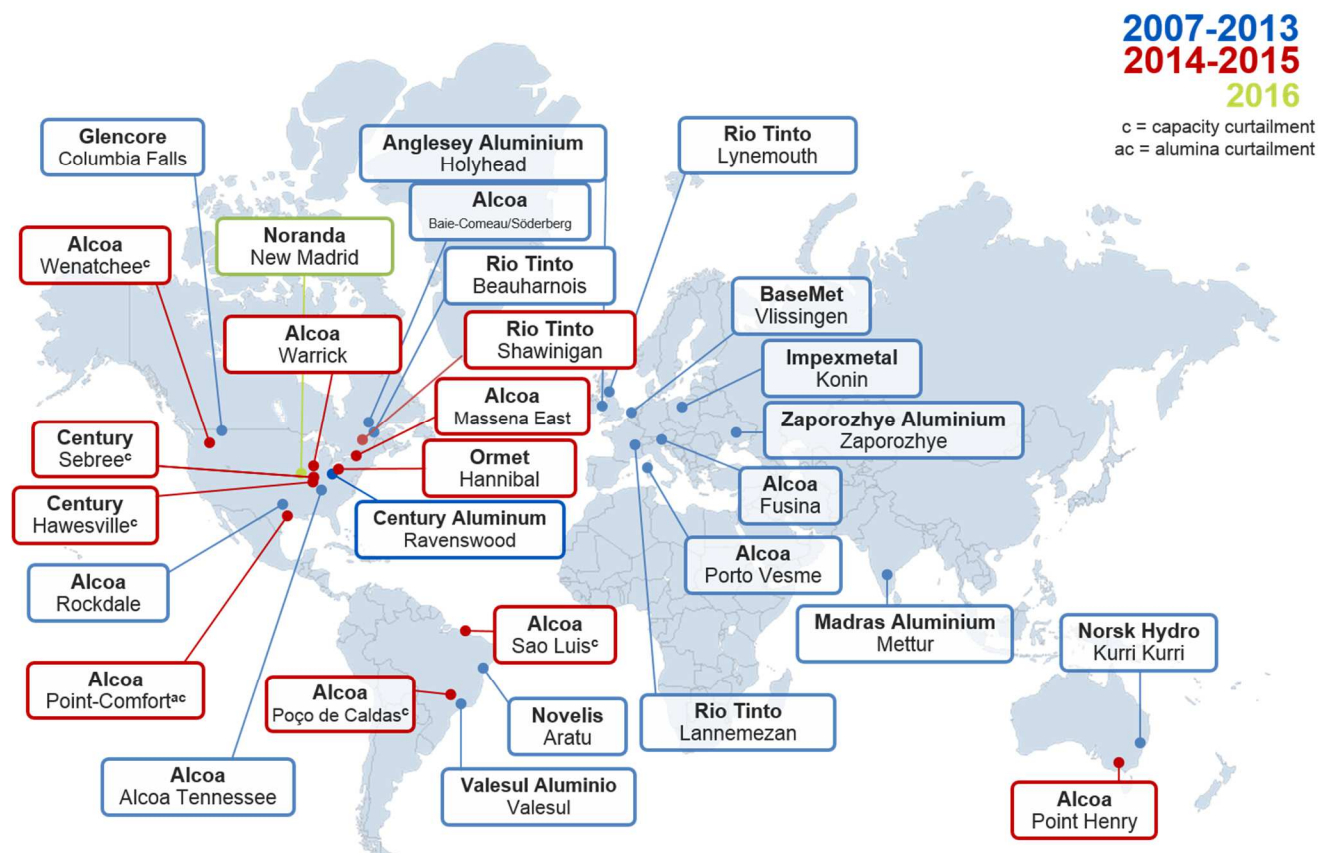 2007-2013
2014-2015
2016
c = capacity curtailment
ac = alumina curtailment
Glencore
Columbia Falls
Anglesey Aluminium
Holyhead
Rio Tinto
Lynemouth
Alcoa
Baie-Comeau/Söderberg
Alcoa
Wenatcheeᶜ
Noranda
New Madrid
Rio Tinto
Beauharnois
BaseMet
Vlissingen
Alcoa
Warrick
Rio Tinto
Shawinigan
Impexmetal
Konin
Alcoa
Massena East
Zaporozhye Aluminium
Zaporozhye
Century
Sebreeᶜ
Ormet
Hannibal
Alcoa
Fusina
Century
Hawesvilleᶜ
Century Aluminum
Ravenswood
Alcoa
Porto Vesme
Alcoa
Rockdale
Alcoa
Sao Luisᶜ
Madras Aluminium
Mettur
Norsk Hydro
Kurri Kurri
Alcoa
Point-Comfortᵃᶜ
Alcoa
Poço de Caldasᶜ
Novelis
Aratu
Rio Tinto
Lannemezan
Alcoa
Alcoa Tennessee
Valesul Aluminio
Valesul
Alcoa
Point Henry